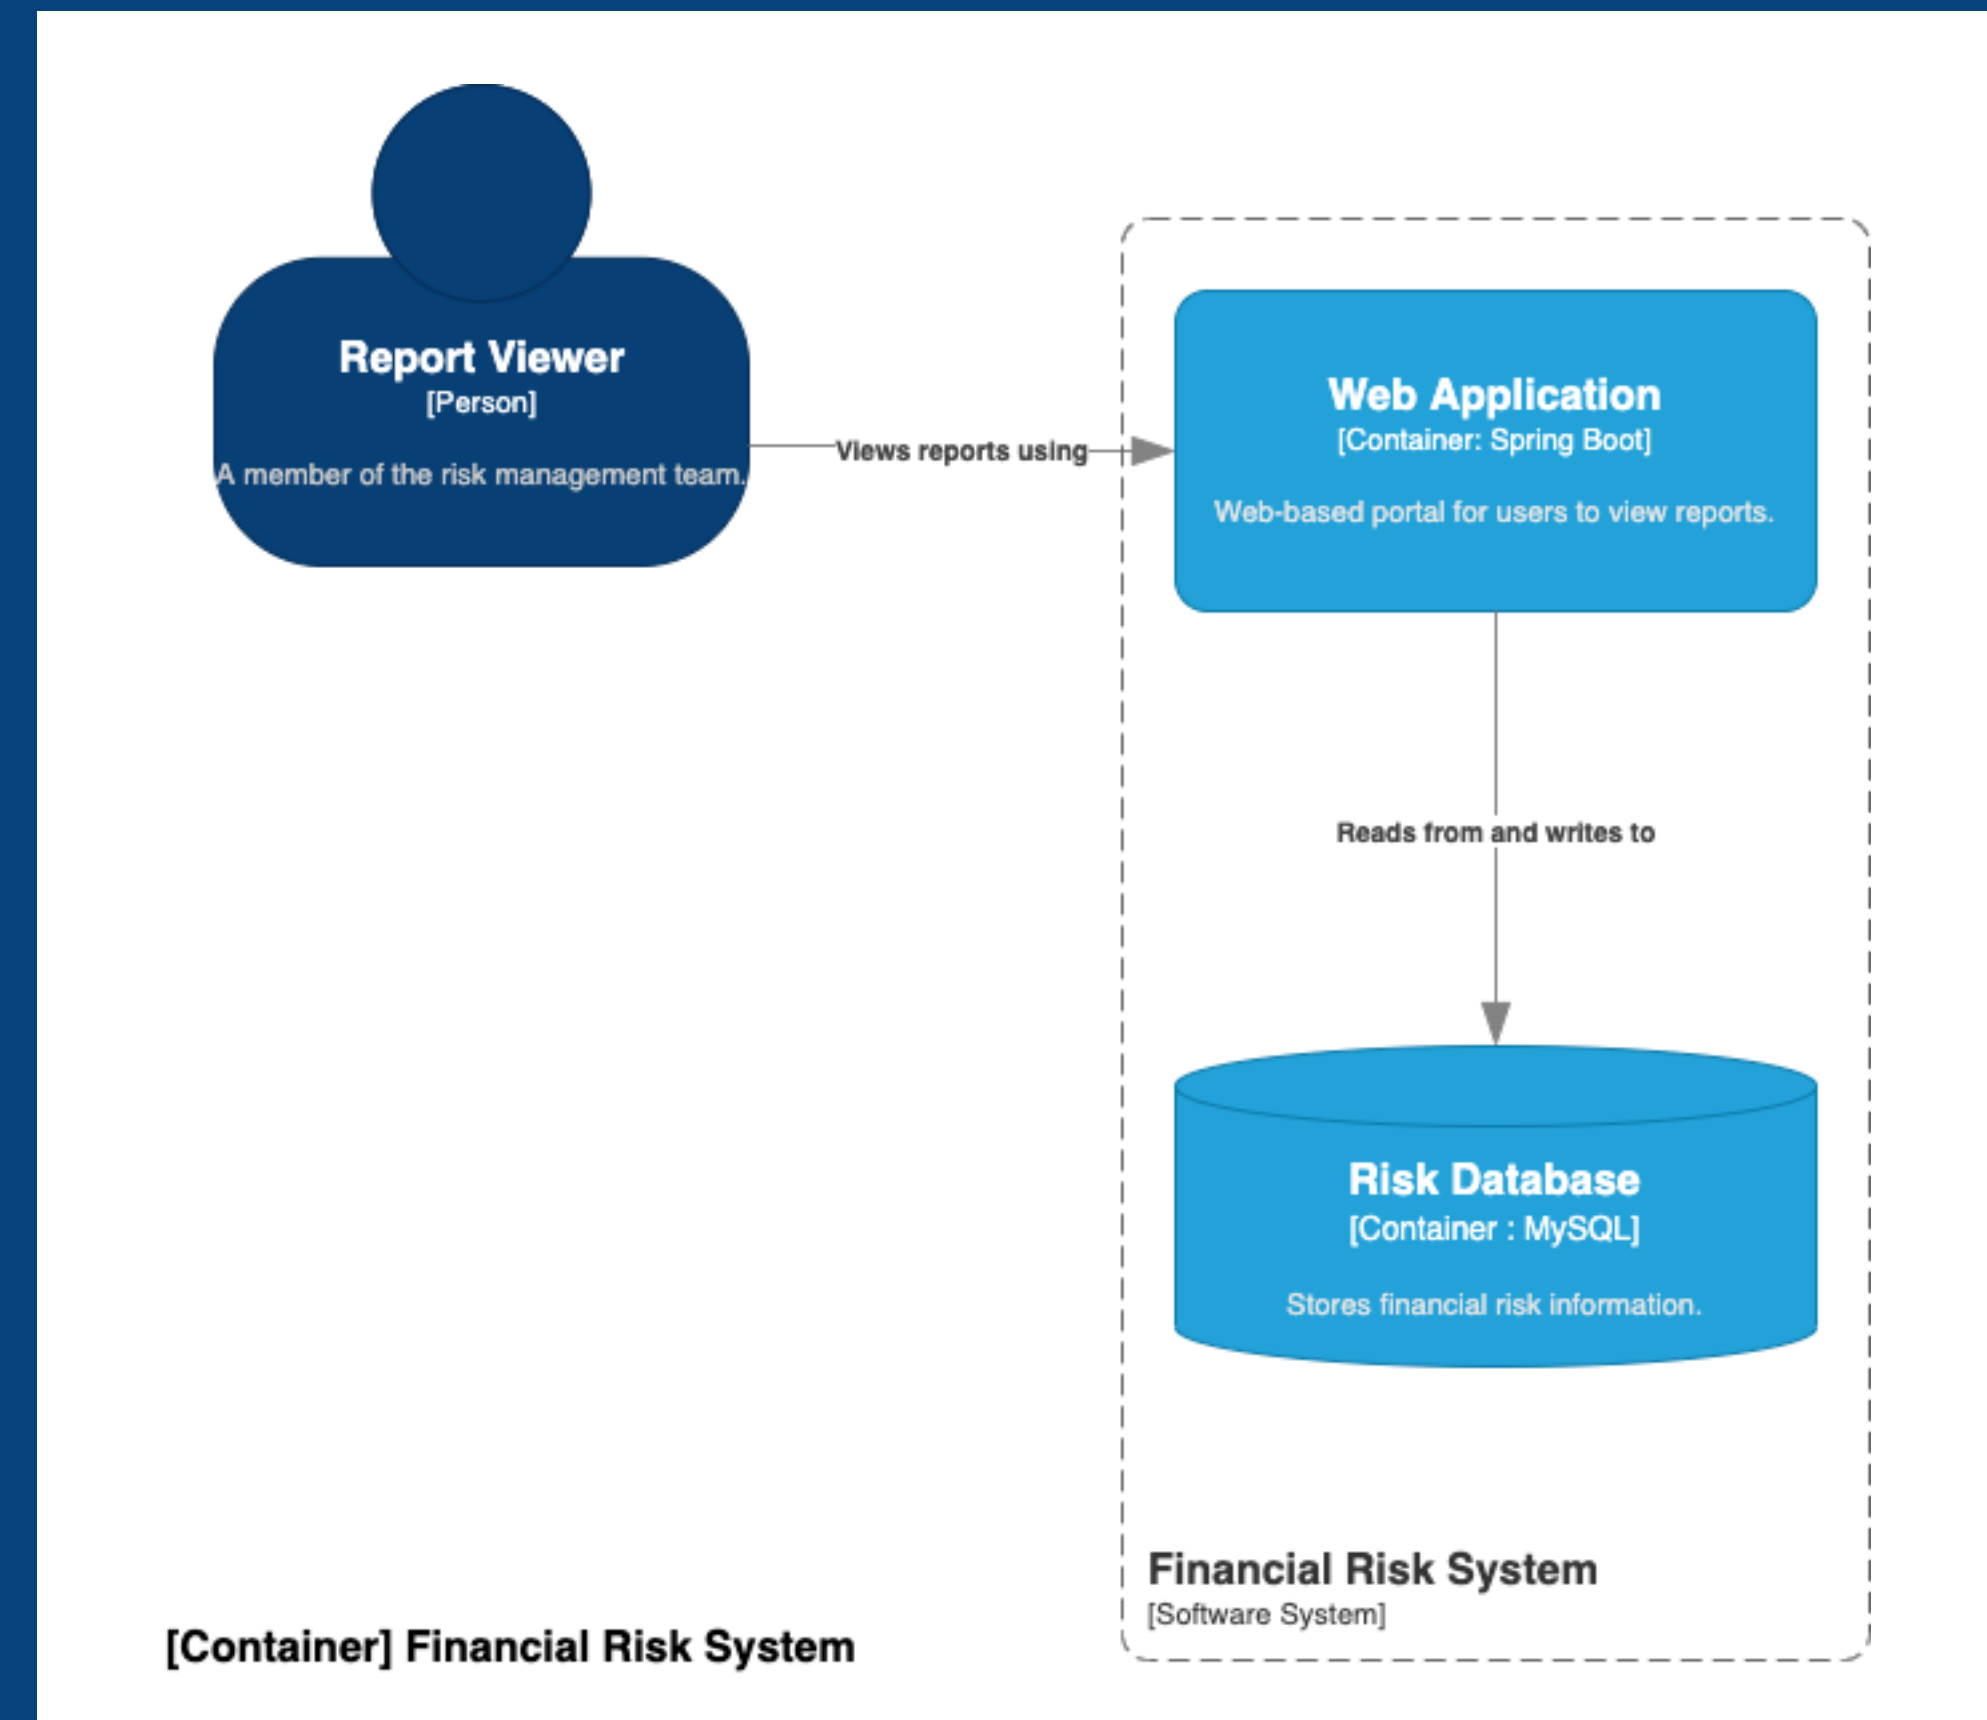 Report Viewer
[Person]
A member of the risk management team.
Views reports using
Web Application
[Container: Spring Boot]
Web-based portal for users to view reports.
Reads from and writes to
Risk Database
[Container : MySQL]
Stores financial risk information.
Financial Risk System
[Software System]
[Container] Financial Risk System